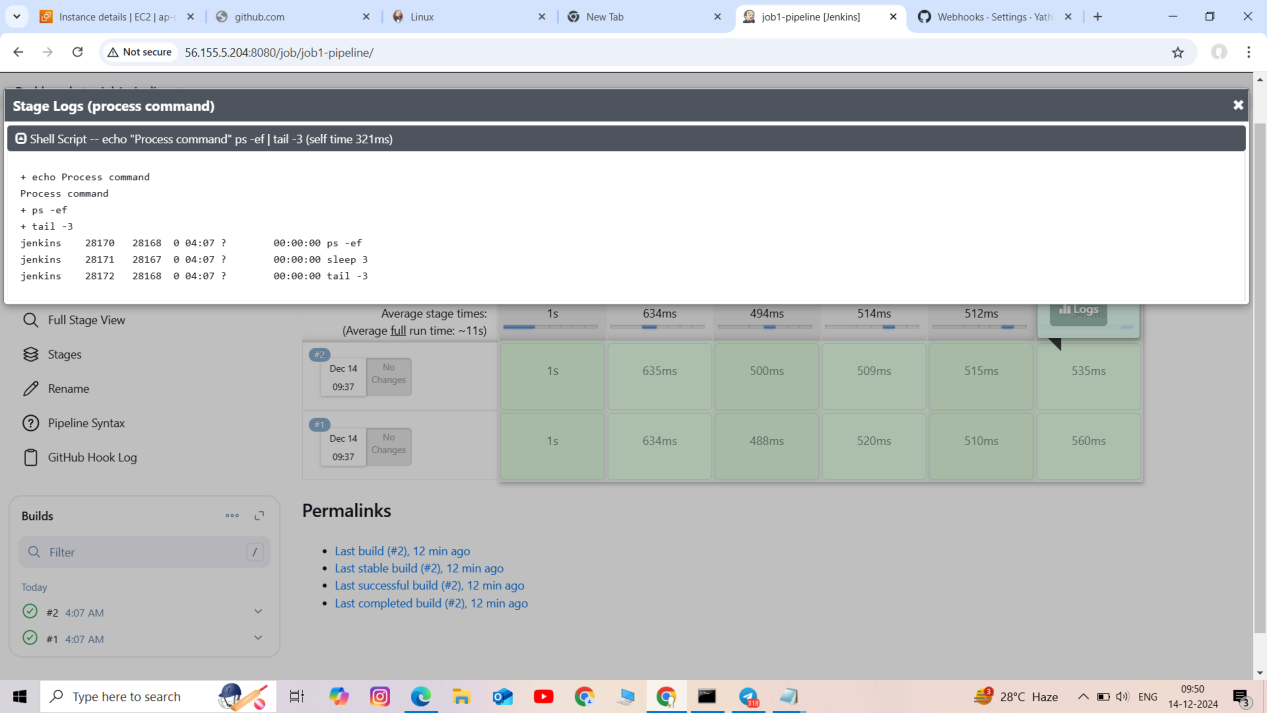 Instance details | EC2 | ap-s
github.com
Linux
New Tab
job1-pipeline [Jenkins]
Webhooks · Settings · Yath
Not secure
56.155.5.204:8080/job/job1-pipeline/
Stage Logs (process command)
Shell Script -- echo "Process command" ps -ef | tail -3 (self time 321ms)
+ echo Process command
Process command
+ ps -ef
+ tail -3
jenkins    28170   28168  0 04:07 ?        00:00:00 ps -ef
jenkins    28171   28167  0 04:07 ?        00:00:00 sleep 3
jenkins    28172   28168  0 04:07 ?        00:00:00 tail -3
Full Stage View
Stages
Rename
Pipeline Syntax
GitHub Hook Log
Average stage times:
(Average full run time: ~11s)
1s 634ms 494ms 514ms 512ms
Logs
#2
Dec 14
09:37
No
Changes
1s 635ms 500ms 509ms 515ms 535ms
#1
Dec 14
09:37
No
Changes
1s 634ms 488ms 520ms 510ms 560ms
Builds
Filter /
Today
#2 4:07 AM
#1 4:07 AM
Permalinks
Last build (#2), 12 min ago
Last stable build (#2), 12 min ago
Last successful build (#2), 12 min ago
Last completed build (#2), 12 min ago
Type here to search
318
3
28°C Haze
ENG
09:50
14-12-2024
3